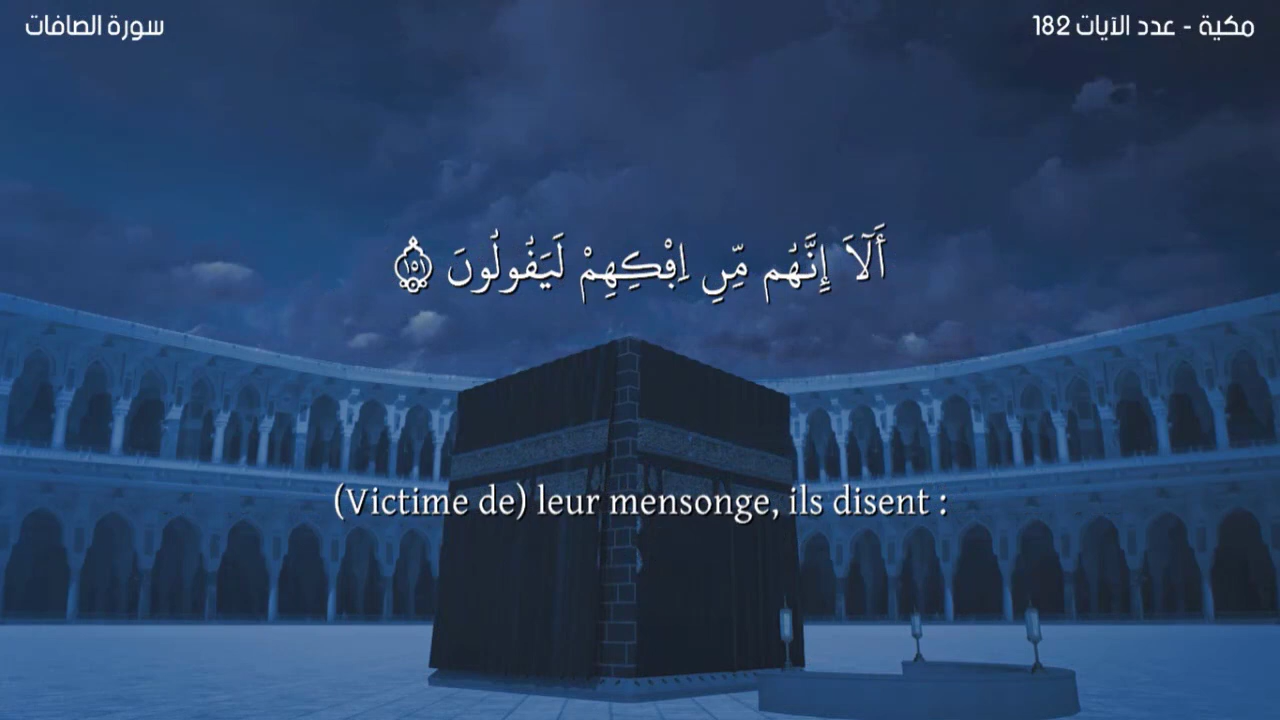 مكية - عدد الآيات 182
سورة الصافات
أَلَآ إِنَّهُم مِّنِ اِفْكِهِمْ لَيَقُولُونَ ١٥١
(Victime de) leur mensonge, ils disent :